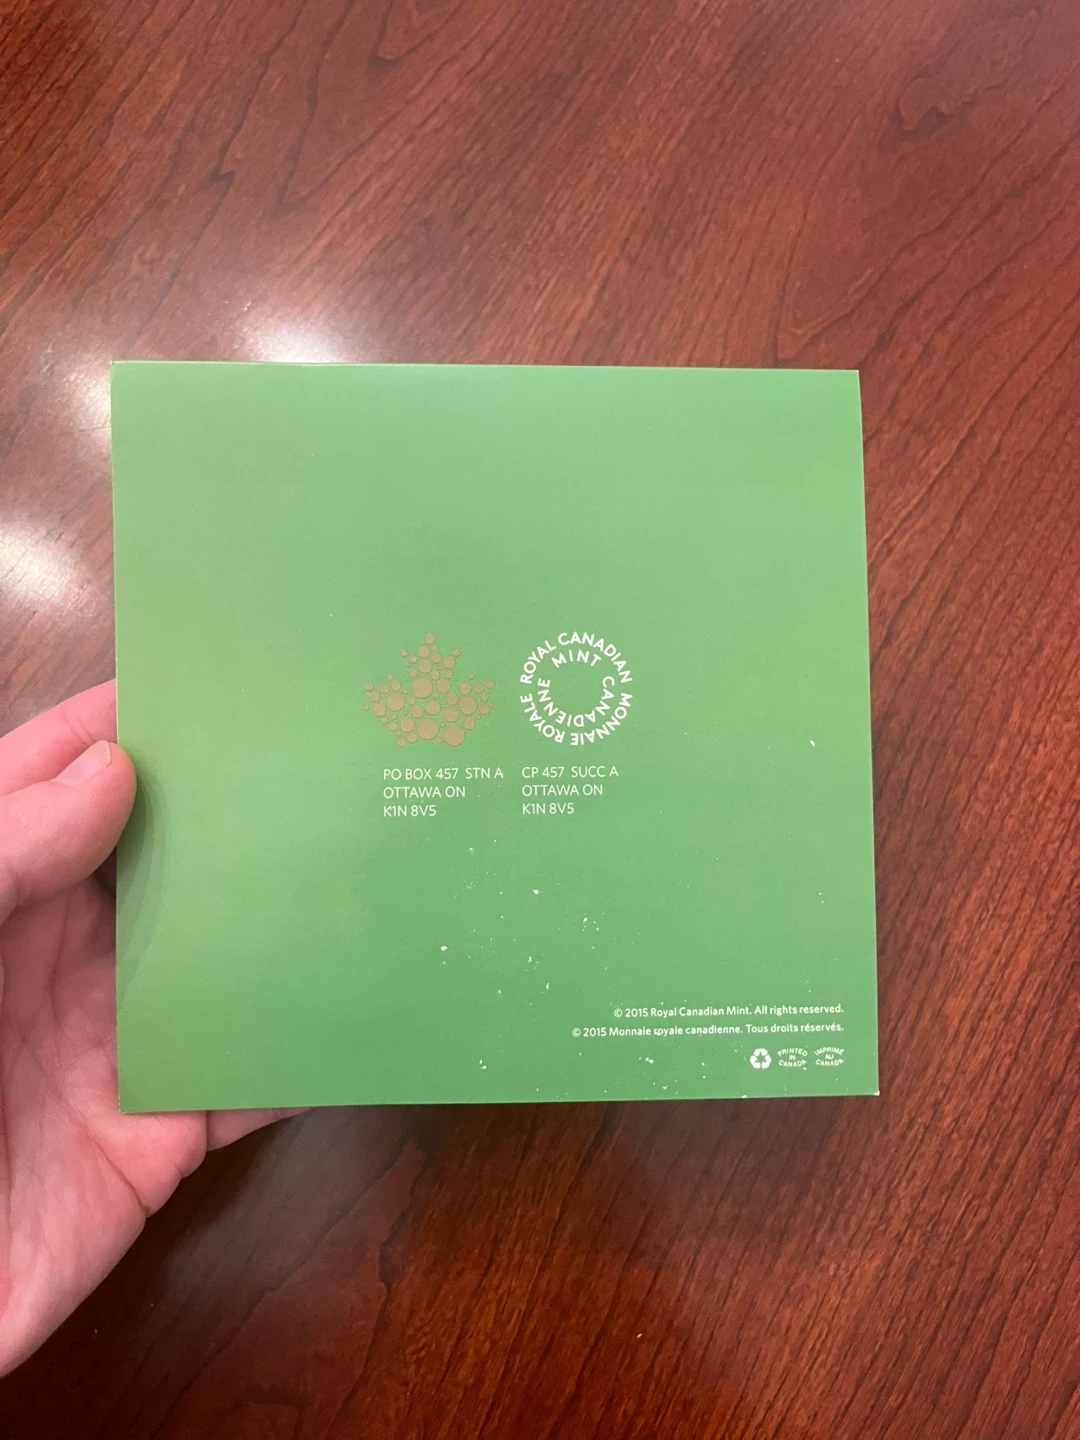 ROYAL CANADIAN MINT
MONNAIE ROYALE CANADIENNE
PO BOX 457 STN A
OTTAWA ON
K1N 8V5
CP 457 SUCC A
OTTAWA ON
K1N 8V5
© 2015 Royal Canadian Mint. All rights reserved.
© 2015 Monnaie royale canadienne. Tous droits réservés.
PRINTED
IN
CANADA
IMPRIMÉ
AU
CANADA